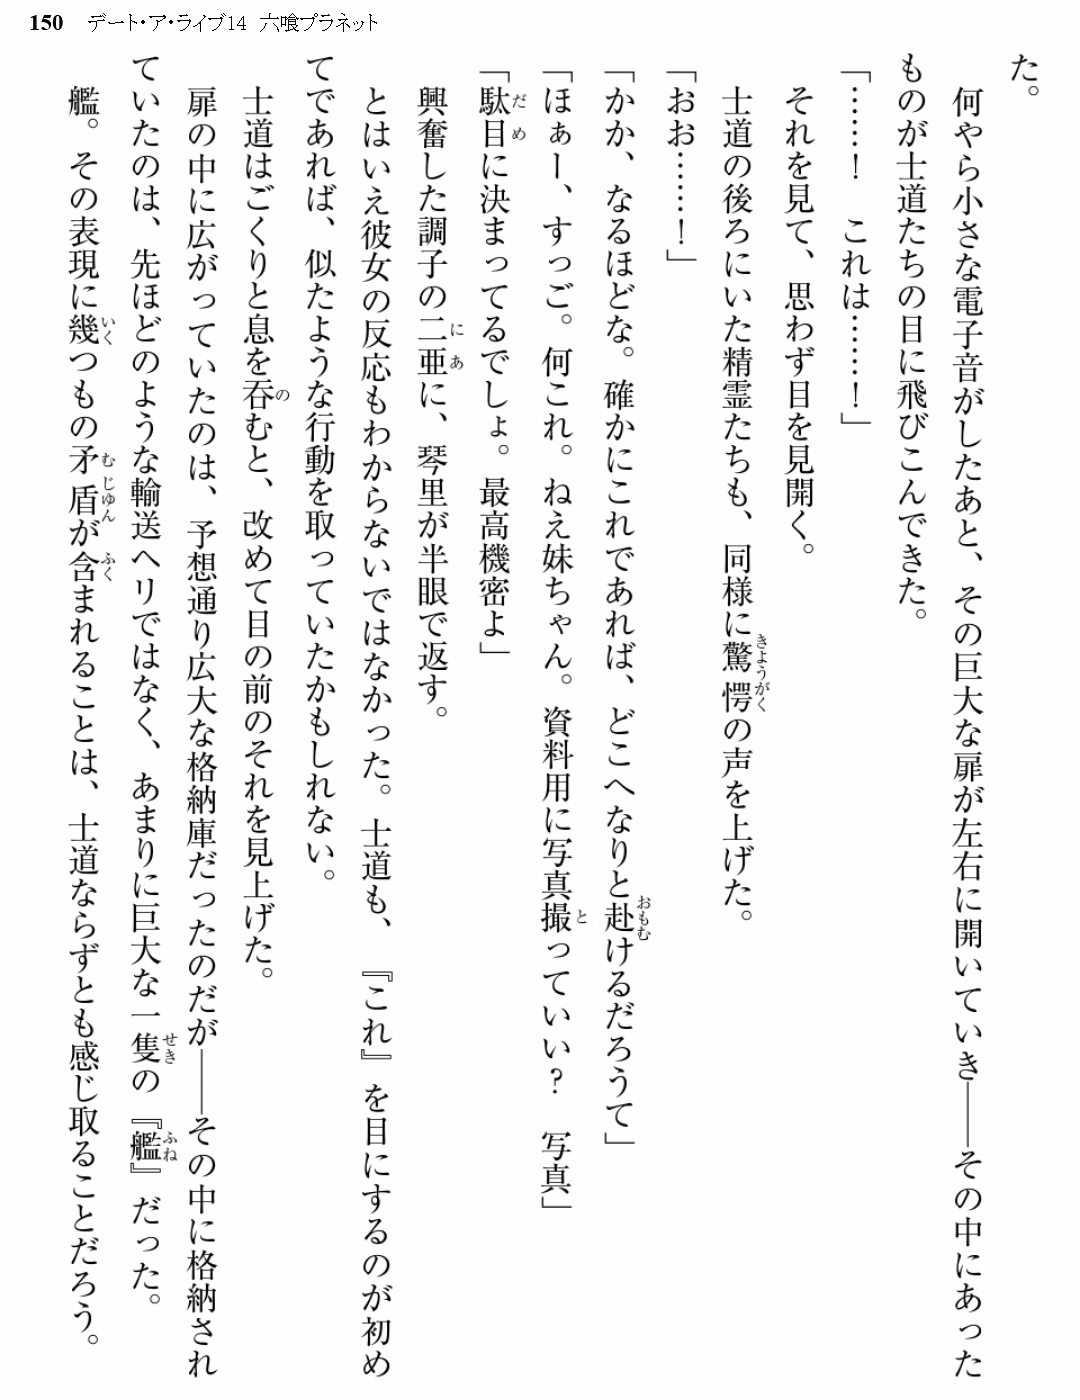 150 デート・ア・ライブ14 六喰プラネット
た。
　何やら小さな電子音がしたあと、その巨大な扉が左右に開いていき――その中にあった
ものが士道たちの目に飛びこんできた。
「……！　これは……！」
　それを見て、思わず目を見開く。
　士道の後ろにいた精霊たちも、同様に驚愕の声を上げた。
「おお……！」
「かか、なるほどな。確かにこれであれば、どこへなりと赴けるだろうて」
「ほぁー、すっご。何これ。ねえ妹ちゃん。資料用に写真撮っていい？　写真」
「駄目に決まってるでしょ。最高機密よ」
　興奮した調子の二亜に、琴里が半眼で返す。
　とはいえ彼女の反応もわからないではなかった。士道も、『これ』を目にするのが初め
てであれば、似たような行動を取っていたかもしれない。
　士道はごくりと息を呑むと、改めて目の前のそれを見上げた。
　扉の中に広がっていたのは、予想通り広大な格納庫だったのだが――その中に格納され
ていたのは、先ほどのような輸送ヘリではなく、あまりに巨大な一隻の『艦』だった。
　艦。その表現に幾つもの矛盾が含まれることは、士道ならずとも感じ取ることだろう。